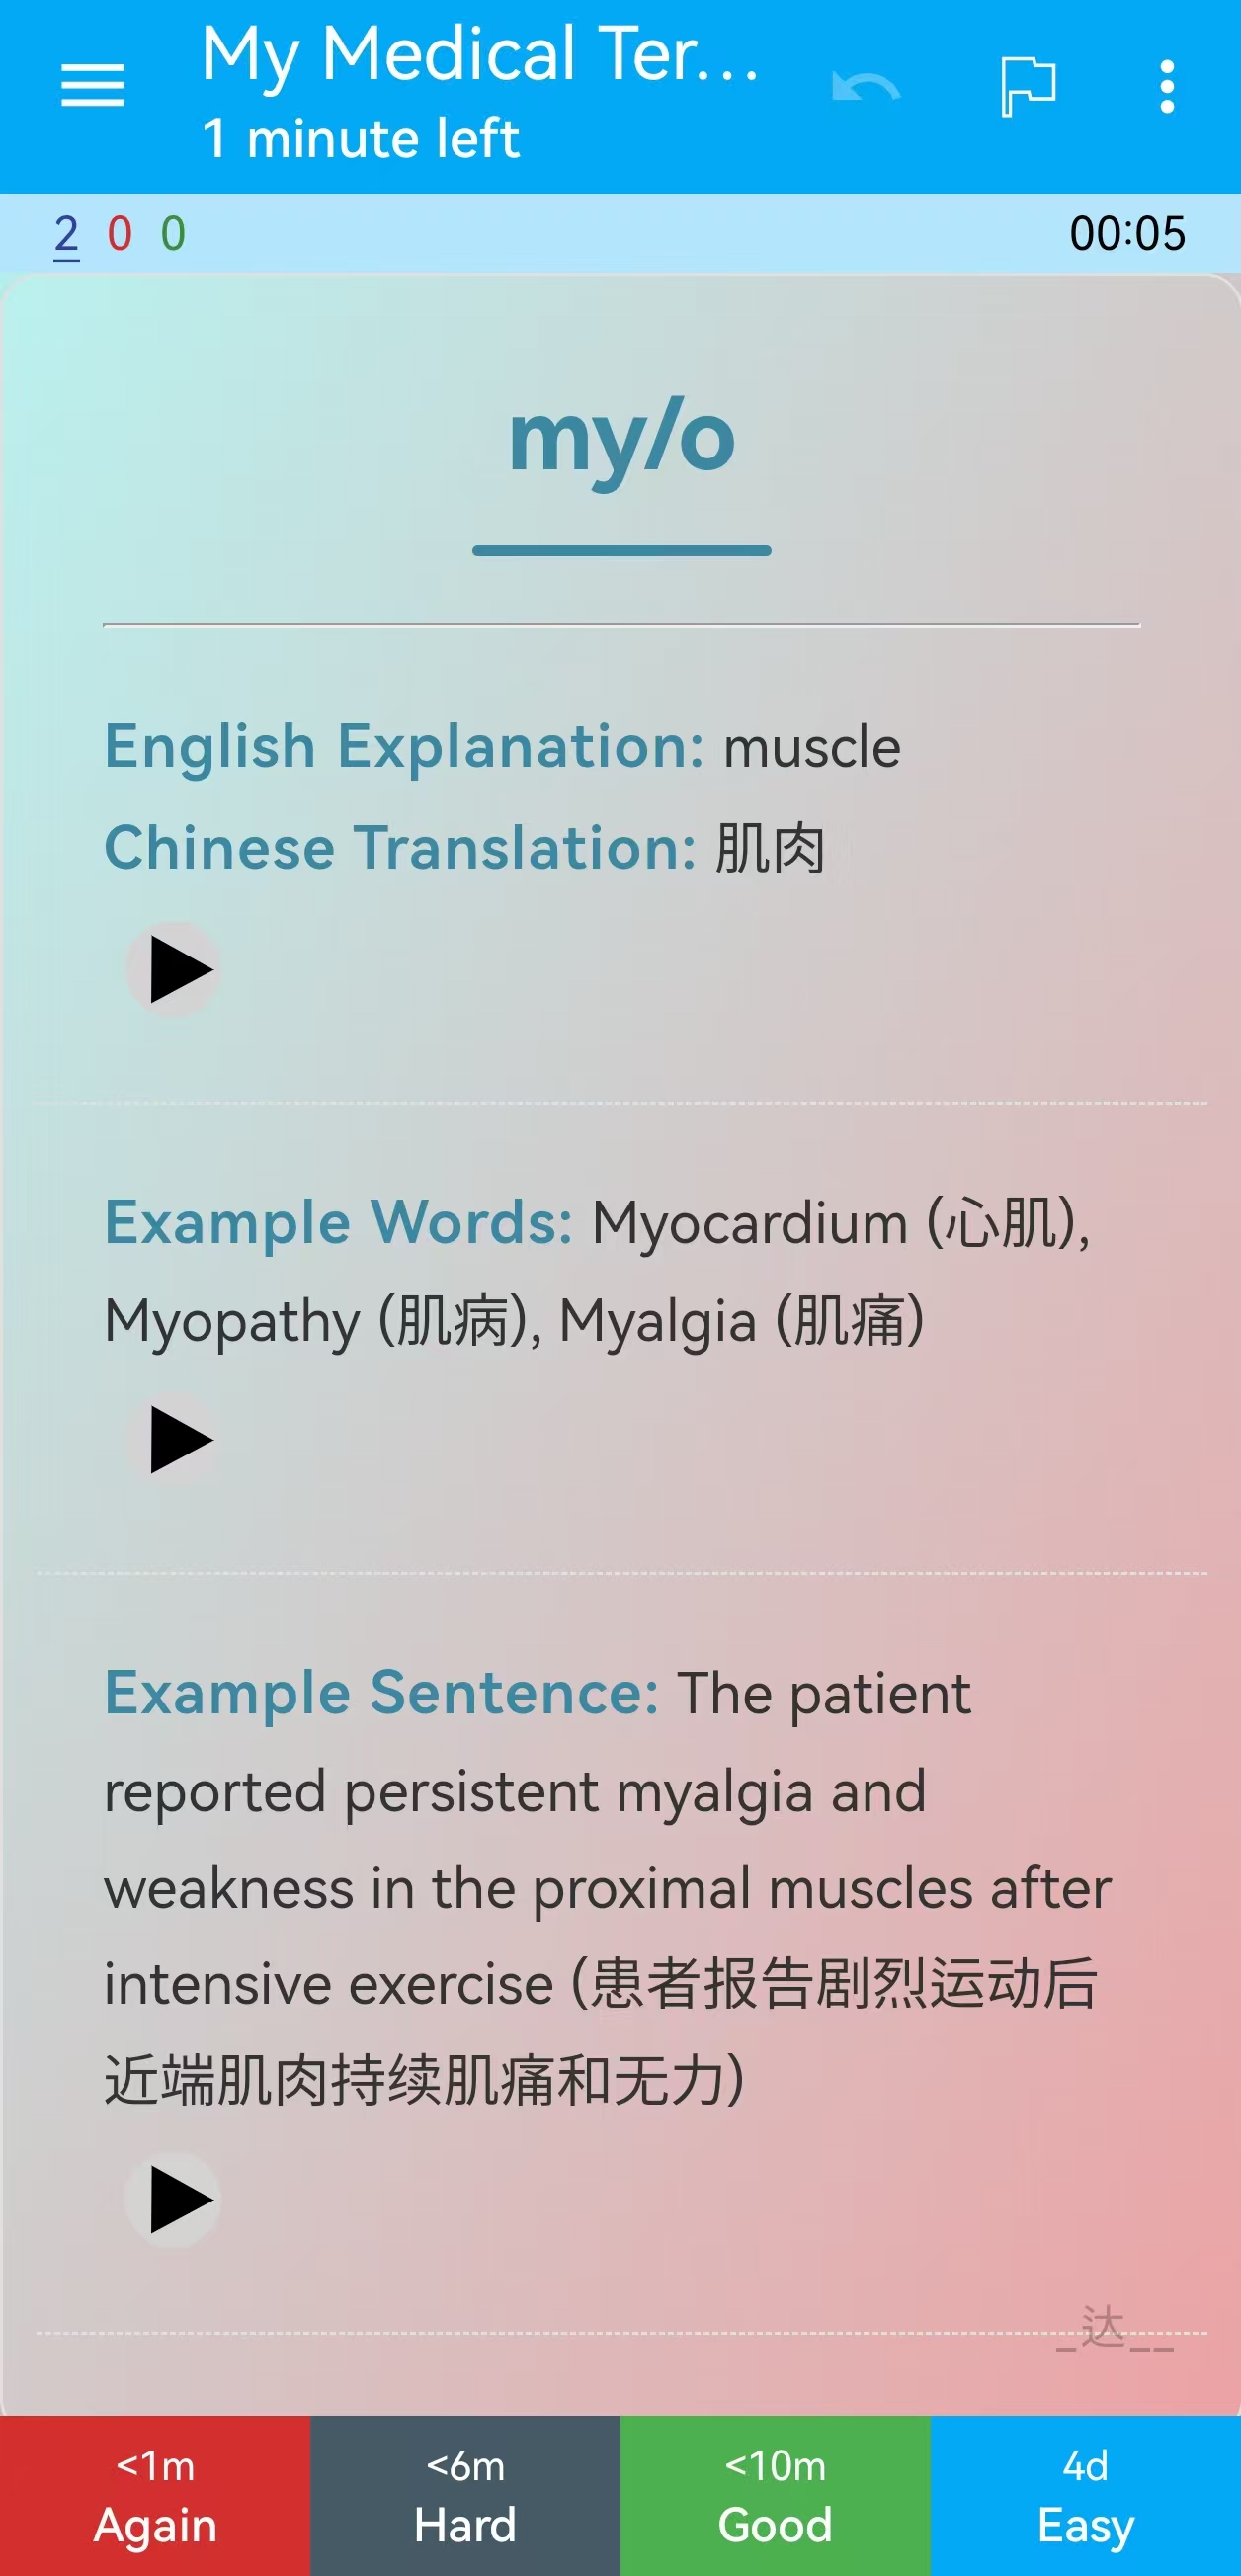 My Medical Ter...
1 minute left
2 0 0
00:05
my/o
English Explanation: muscle
Chinese Translation: 肌肉
Example Words: Myocardium (心肌),
Myopathy (肌病), Myalgia (肌痛)
Example Sentence: The patient
reported persistent myalgia and
weakness in the proximal muscles after
intensive exercise (患者报告剧烈运动后
近端肌肉持续肌痛和无力)
_达__
<1m
Again
<6m
Hard
<10m
Good
4d
Easy